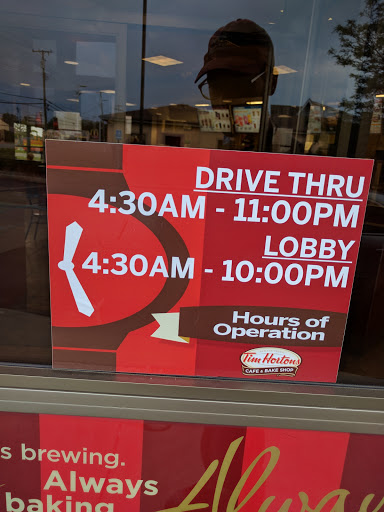 DRIVE THRU
4:30AM - 11:00PM
LOBBY
4:30AM - 10:00PM
Hours of
Operation
Tim Hortons
CAFE & BAKE SHOP
s brewing.
Always
baking
Always